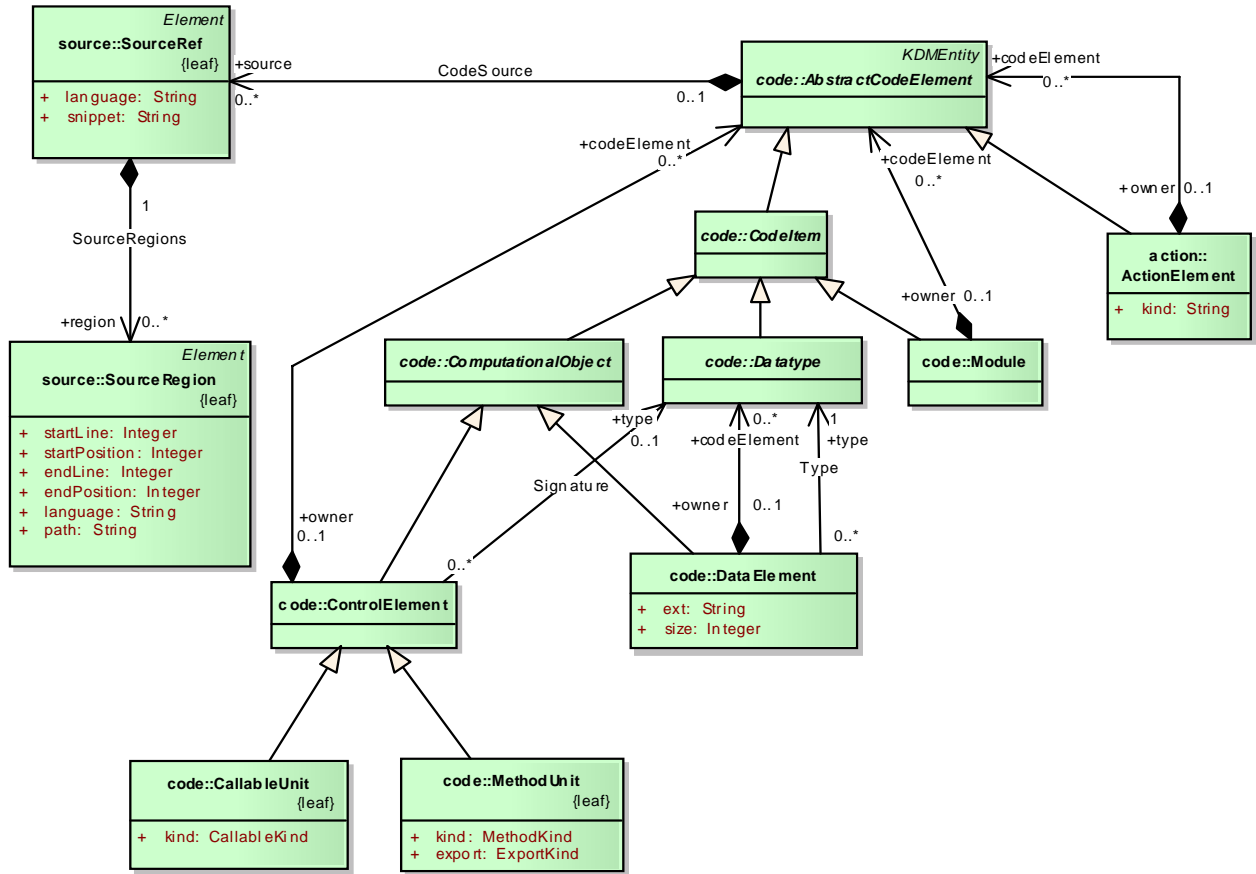 Element
source::SourceRef
{leaf}
+ language: String
+ snippet: String
+source
0..*
CodeSource
0..1
KDMEntity
code::AbstractCodeElement
+codeElement
0..*
+codeElement
0..*
+codeElement
0..*
+owner 0..1
1
SourceRegions
+region 0..*
code::CodeItem
action::
ActionElement
+ kind: String
+owner 0..1
Element
source::SourceRegion
{leaf}
+ startLine: Integer
+ startPosition: Integer
+ endLine: Integer
+ endPosition: Integer
+ language: String
+ path: String
code::ComputationalObject
code::Datatype
code::Module
+type
0..1
0..*
+codeElement
1
+type
Type
Signature
+owner
0..1
+owner
0..1
0..*
0..*
code::ControlElement
code::DataElement
+ ext: String
+ size: Integer
code::CallableUnit
{leaf}
+ kind: CallableKind
code::MethodUnit
{leaf}
+ kind: MethodKind
+ export: ExportKind